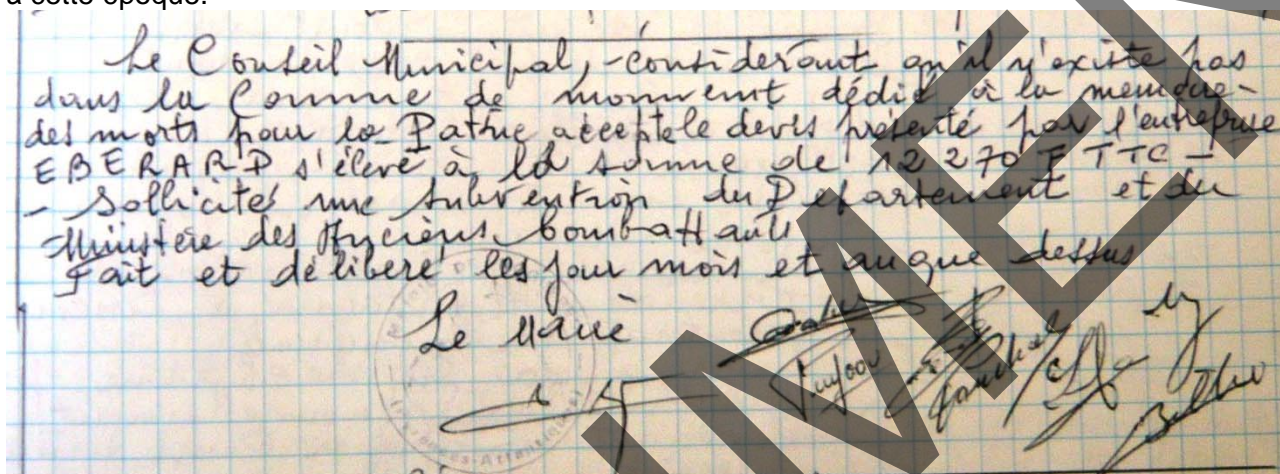 à cette époque.
Le Conseil Municipal, - considérant qu'il n'existe pas
dans la Commune de monument dédié à la mémoire -
des morts pour la Patrie accepte le devis présenté par l'entreprise
EBERARD s'élevé à la somme de 12 270 F TTC -
- Sollicite une subvention du Département et du
Ministère des Anciens Combattants
Fait et délibéré les jour mois et an que dessus
Le Maire